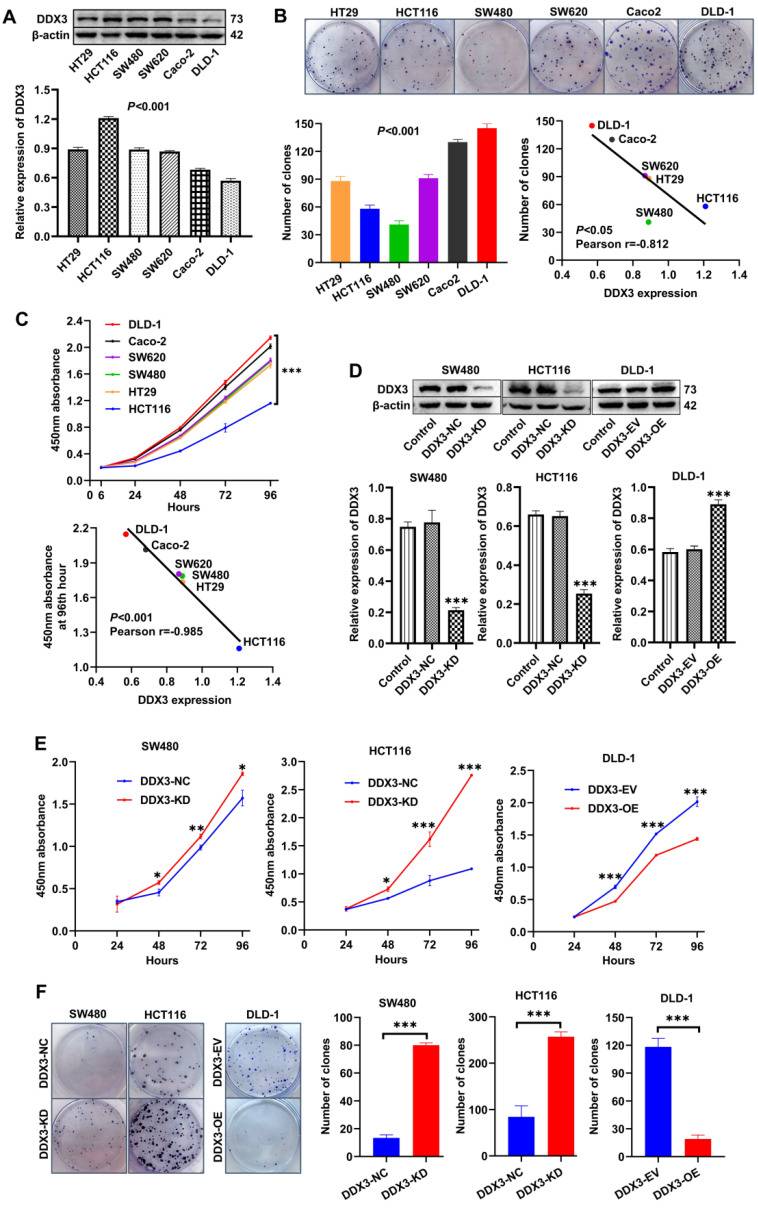 A
DDX3
73
β-actin
42
HT29
HCT116
SW480
SW620
Caco-2
DLD-1
Relative expression of DDX3
P<0.001
1.5
1.2
0.9
0.6
0.3
0.0
HT29
HCT116
SW480
SW620
Caco-2
DLD-1
B
HT29
HCT116
SW480
SW620
Caco2
DLD-1
Number of clones
P<0.001
150
120
90
60
30
0
HT29
HCT116
SW480
SW620
Caco2
DLD-1
Number of clones
150
120
90
60
30
0
DLD-1
Caco-2
SW620
HT29
HCT116
SW480
P<0.05
Pearson r=-0.812
0.4 0.6 0.8 1.0 1.2 1.4
DDX3 expression
C
450nm absorbance
2.4
2.0
1.6
1.2
0.8
0.4
0.0
DLD-1
Caco-2
SW620
SW480
HT29
HCT116
***
0 6 24 48 72 96
Hours
450nm absorbance
at 96th hour
2.2
1.9
1.6
1.3
1.0
DLD-1
Caco-2
SW620
SW480
HT29
HCT116
P<0.001
Pearson r=-0.985
0.4 0.6 0.8 1.0 1.2 1.4
DDX3 expression
D
SW480
HCT116
DLD-1
DDX3
73
β-actin
42
Control
DDX3-NC
DDX3-KD
Control
DDX3-NC
DDX3-KD
Control
DDX3-EV
DDX3-OE
SW480
Relative expression of DDX3
1.0
0.8
0.6
0.4
0.2
0.0
***
Control
DDX3-NC
DDX3-KD
HCT116
Relative expression of DDX3
0.8
0.6
0.4
0.2
0.0
***
Control
DDX3-NC
DDX3-KD
DLD-1
Relative expression of DDX3
1.0
0.8
0.6
0.4
0.2
0.0
***
Control
DDX3-EV
DDX3-OE
E
SW480
450nm absorbance
2.0
1.5
1.0
0.5
0.0
DDX3-NC
DDX3-KD
*
**
*
0 24 48 72 96
Hours
HCT116
450nm absorbance
3.0
2.5
2.0
1.5
1.0
0.5
0.0
DDX3-NC
DDX3-KD
*
***
***
0 24 48 72 96
Hours
DLD-1
450nm absorbance
2.5
2.0
1.5
1.0
0.5
0.0
DDX3-EV
DDX3-OE
***
***
***
0 24 48 72 96
Hours
F
SW480
HCT116
DLD-1
DDX3-NC
DDX3-KD
DDX3-EV
DDX3-OE
SW480
Number of clones
100
80
60
40
20
0
***
DDX3-NC
DDX3-KD
HCT116
Number of clones
300
200
100
0
***
DDX3-NC
DDX3-KD
DLD-1
Number of clones
150
120
90
60
30
0
***
DDX3-EV
DDX3-OE